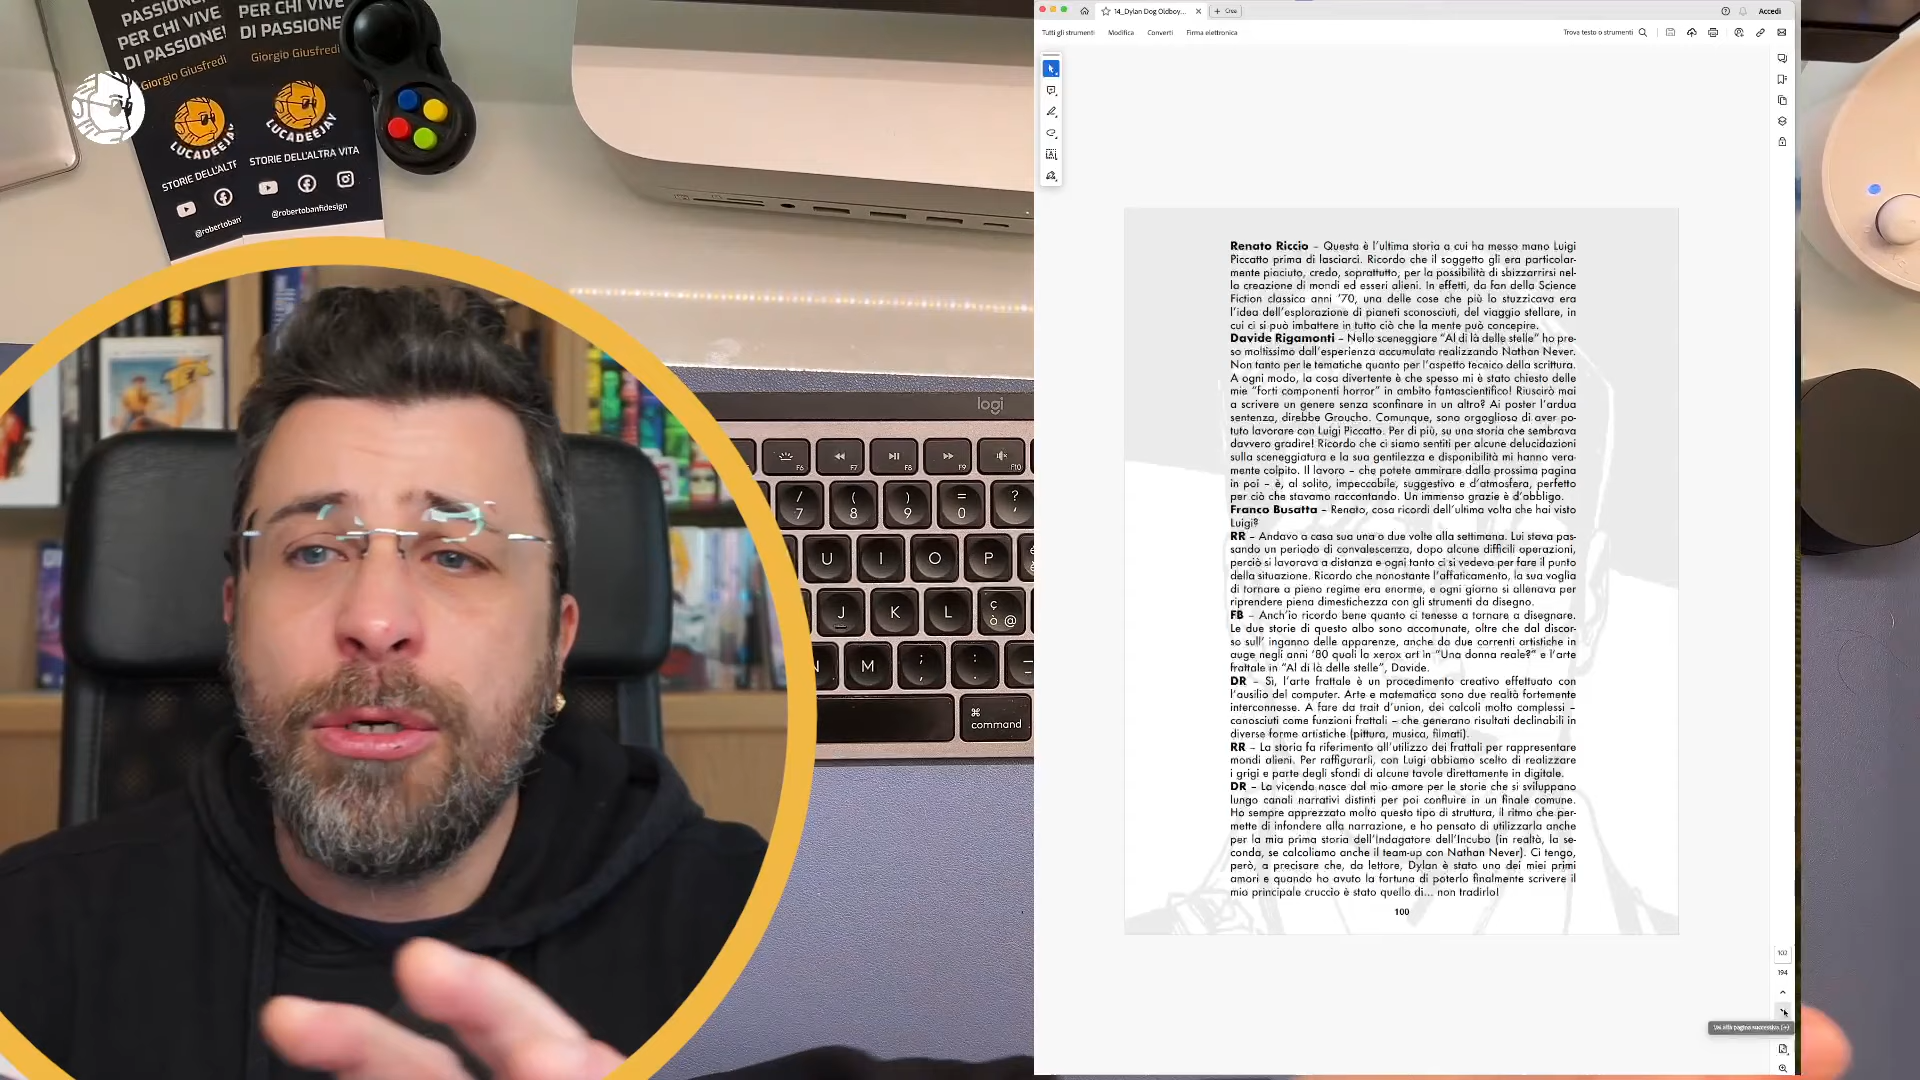 PASSIONE!
PER CHI VIVE
DI PASSIONE!
Giorgio Giusfredi
LUCADEEJAY
STORIE DELL'ALT
@robertoban
PER CHI VIVE
DI PASSIONE!
Giorgio Giusfredi
LUCADEEJAY
STORIE DELL'ALTRA VITA
@robertobanfidesign
logi
F6
F7
F8
F9
F10
/
7
(
8
)
9
=
0
?
'
U
I
O
P
J
K
L
ç
ò @
N
M
;
,
:
.
_
-
⌘
command
14_Dylan Dog Oldboy...
Crea
Accedi
Tutti gli strumenti
Modifica
Converti
Firma elettronica
Trova testo o strumenti
Renato Riccio – Questa è l'ultima storia a cui ha messo mano Luigi
Piccatto prima di lasciarci. Ricordo che il soggetto gli era particolar-
mente piaciuto, credo, soprattutto, per la possibilità di sbizzarrirsi nel-
la creazione di mondi ed esseri alieni. In effetti, da fan della Science
Fiction classica anni '70, una delle cose che più lo stuzzicava era
l'idea dell'esplorazione di pianeti sconosciuti, del viaggio stellare, in
cui ci si può imbattere in tutto ciò che la mente può concepire.
Davide Rigamonti – Nello sceneggiare "Al di là delle stelle" ho pre-
so moltissimo dall'esperienza accumulata realizzando Nathan Never.
Non tanto per le tematiche quanto per l'aspetto tecnico della scrittura.
A ogni modo, la cosa divertente è che spesso mi è stato chiesto delle
mie "forti componenti horror" in ambito fantascientifico! Riuscirò mai
a scrivere un genere senza sconfinare in un altro? Ai poster l'ardua
sentenza, direbbe Groucho. Comunque, sono orgoglioso di aver po-
tuto lavorare con Luigi Piccatto. Per di più, su una storia che sembrava
davvero gradire! Ricordo che ci siamo sentiti per alcune delucidazioni
sulla sceneggiatura e la sua gentilezza e disponibilità mi hanno vera-
mente colpito. Il lavoro – che potete ammirare dalla prossima pagina
in poi – è, al solito, impeccabile, suggestivo e d'atmosfera, perfetto
per ciò che stavamo raccontando. Un immenso grazie è d'obbligo.
Franco Busatta – Renato, cosa ricordi dell'ultima volta che hai visto
Luigi?
RR – Andavo a casa sua una o due volte alla settimana. Lui stava pas-
sando un periodo di convalescenza, dopo alcune difficili operazioni,
perciò si lavorava a distanza e ogni tanto ci si vedeva per fare il punto
della situazione. Ricordo che nonostante l'affaticamento, la sua voglia
di tornare a pieno regime era enorme, e ogni giorno si allenava per
riprendere piena dimestichezza con gli strumenti da disegno.
FB – Anch'io ricordo bene quanto ci tenesse a tornare a disegnare.
Le due storie di questo albo sono accomunate, oltre che dal discor-
so sull' inganno delle apparenze, anche da due correnti artistiche in
auge negli anni '80 quali la xerox art in "Una donna reale?" e l'arte
frattale in "Al di là delle stelle", Davide.
DR – Sì, l'arte frattale è un procedimento creativo effettuato con
l'ausilio del computer. Arte e matematica sono due realtà fortemente
interconnesse. A fare da trait d'union, dei calcoli molto complessi –
conosciuti come funzioni frattali – che generano risultati declinabili in
diverse forme artistiche (pittura, musica, filmati).
RR – La storia fa riferimento all'utilizzo dei frattali per rappresentare
mondi alieni. Per raffigurarli, con Luigi abbiamo scelto di realizzare
i grigi e parte degli sfondi di alcune tavole direttamente in digitale.
DR – La vicenda nasce dal mio amore per le storie che si sviluppano
lungo canali narrativi distinti per poi confluire in un finale comune.
Ho sempre apprezzato molto questo tipo di struttura, il ritmo che per-
mette di infondere alla narrazione, e ho pensato di utilizzarla anche
per la mia prima storia dell'Indagatore dell'Incubo (in realtà, la se-
conda, se calcoliamo anche il team-up con Nathan Never). Ci tengo,
però, a precisare che, da lettore, Dylan è stato uno dei miei primi
amori e quando ho avuto la fortuna di poterlo finalmente scrivere il
mio principale cruccio è stato quello di... non tradirlo!
100
102
194
Vai alla pagina successiva (→)